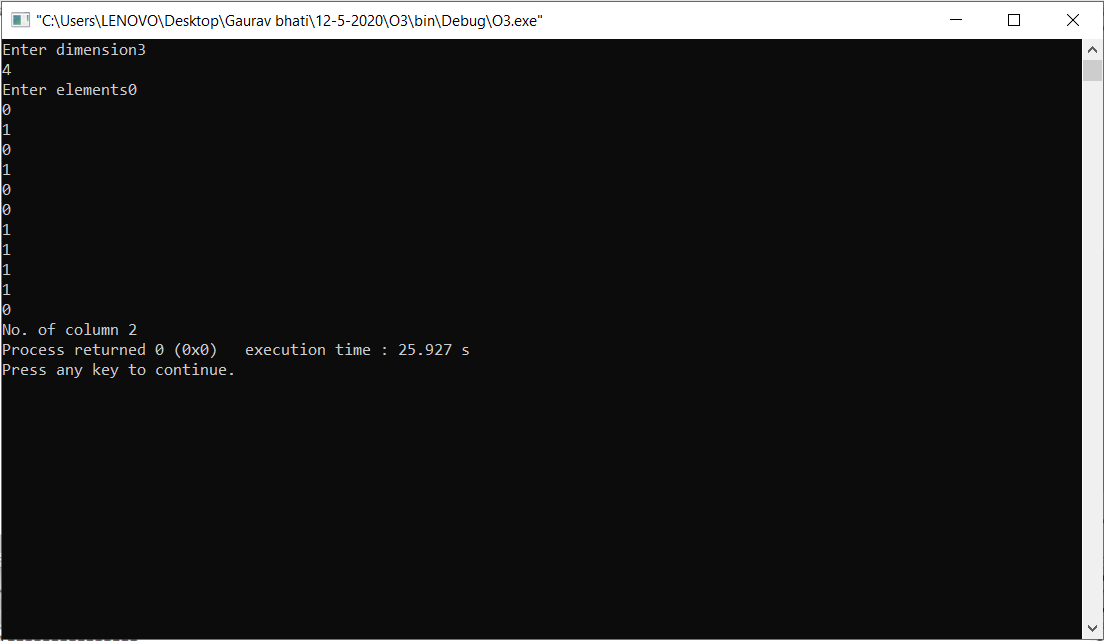 "C:\Users\LENOVO\Desktop\Gaurav bhati\12-5-2020\O3\bin\Debug\O3.exe"
Enter dimension3
4
Enter elements0
0
1
0
1
0
0
1
1
1
1
0
No. of column 2
Process returned 0 (0x0)   execution time : 25.927 s
Press any key to continue.